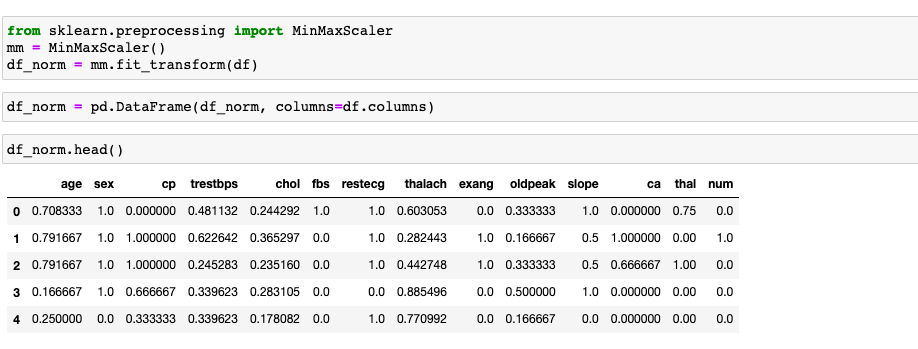 from sklearn.preprocessing import MinMaxScaler
mm = MinMaxScaler()
df_norm = mm.fit_transform(df)
df_norm = pd.DataFrame(df_norm, columns=df.columns)
df_norm.head()
age sex cp trestbps chol fbs restecg thalach exang oldpeak slope ca thal num
0 0.708333 1.0 0.000000 0.481132 0.244292 1.0 1.0 0.603053 0.0 0.333333 1.0 0.000000 0.75 0.0
1 0.791667 1.0 1.000000 0.622642 0.365297 0.0 1.0 0.282443 1.0 0.166667 0.5 1.000000 0.00 1.0
2 0.791667 1.0 1.000000 0.245283 0.235160 0.0 1.0 0.442748 1.0 0.333333 0.5 0.666667 1.00 0.0
3 0.166667 1.0 0.666667 0.339623 0.283105 0.0 0.0 0.885496 0.0 0.500000 1.0 0.000000 0.00 0.0
4 0.250000 0.0 0.333333 0.339623 0.178082 0.0 1.0 0.770992 0.0 0.166667 0.0 0.000000 0.00 0.0